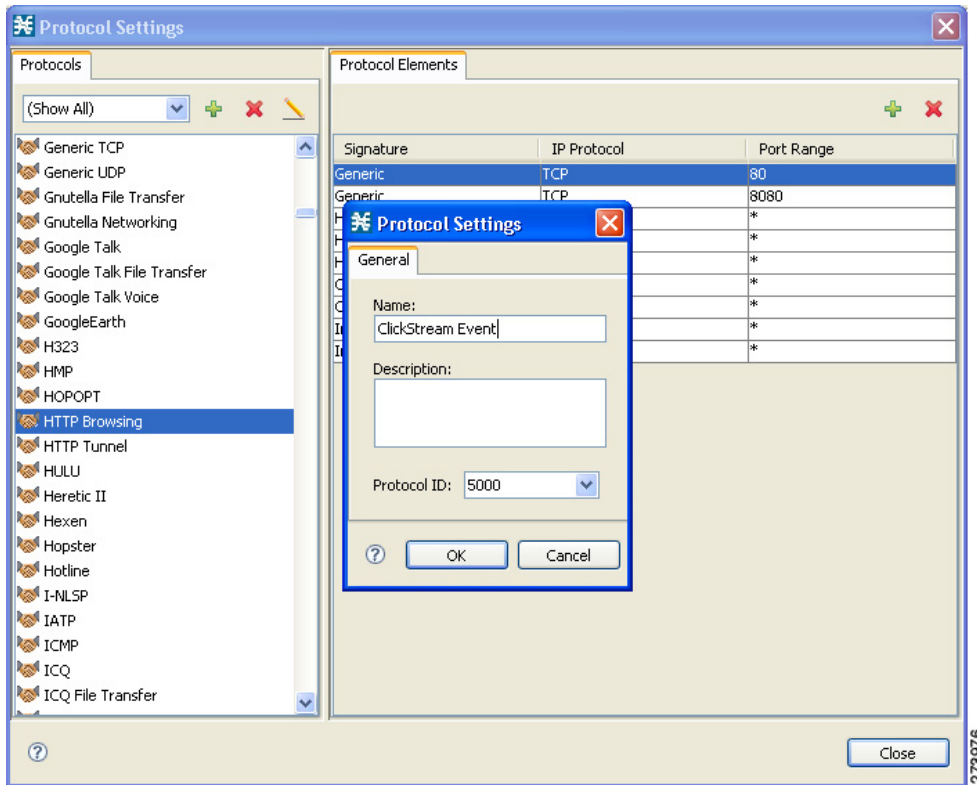 Protocol Settings
Protocols
(Show All)
Generic TCP
Generic UDP
Gnutella File Transfer
Gnutella Networking
Google Talk
Google Talk File Transfer
Google Talk Voice
GoogleEarth
H323
HMP
HOPOPT
HTTP Browsing
HTTP Tunnel
HULU
Heretic II
Hexen
Hopster
Hotline
I-NLSP
IATP
ICMP
ICQ
ICQ File Transfer
Protocol Elements
Signature IP Protocol Port Range
Generic TCP 80
Generic TCP 8080
*
*
*
*
*
*
*
Protocol Settings
General
Name:
ClickStream Event
Description:
Protocol ID: 5000
OK Cancel
Close
273976